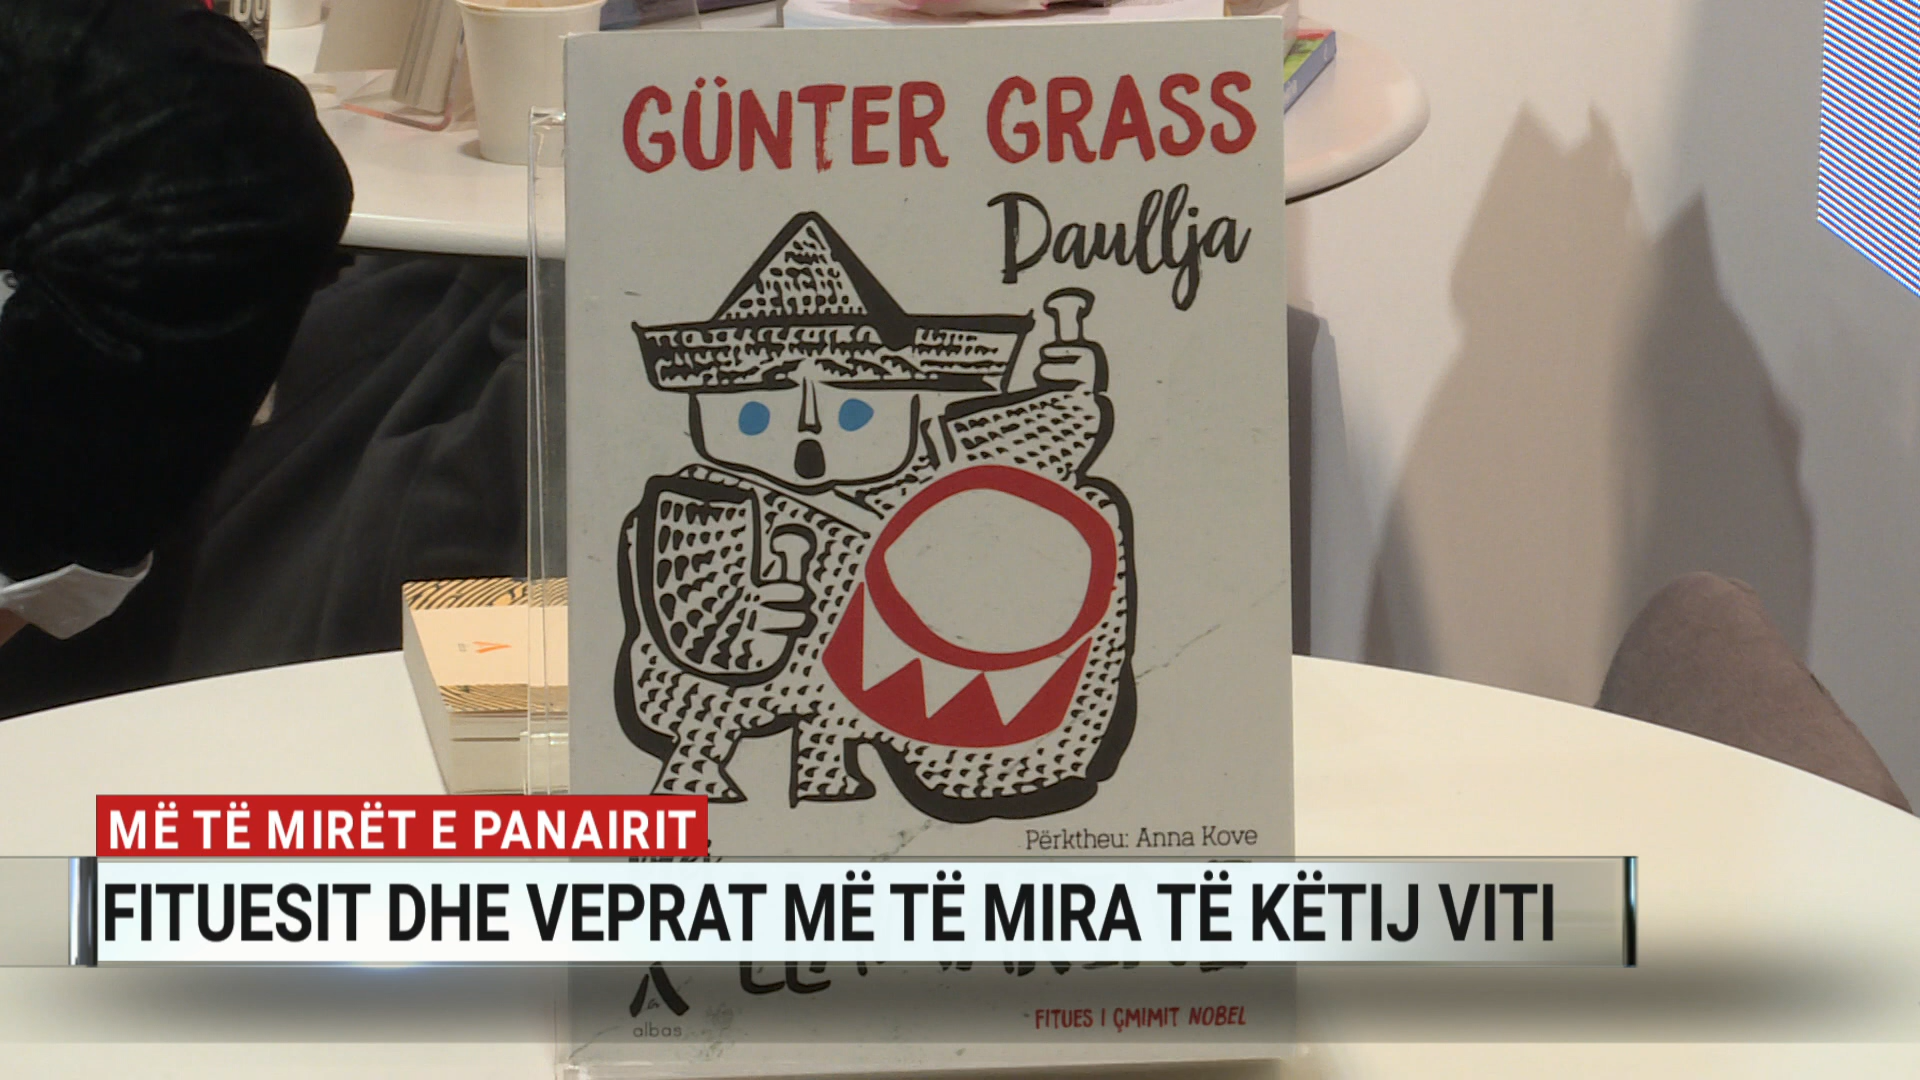 GÜNTER GRASS
Daullja
Përktheu: Anna Kove
MË TË MIRËT E PANAIRIT
FITUESIT DHE VEPRAT MË TË MIRA TË KËTIJ VITI
albas
FITUES I ÇMIMIT NOBEL